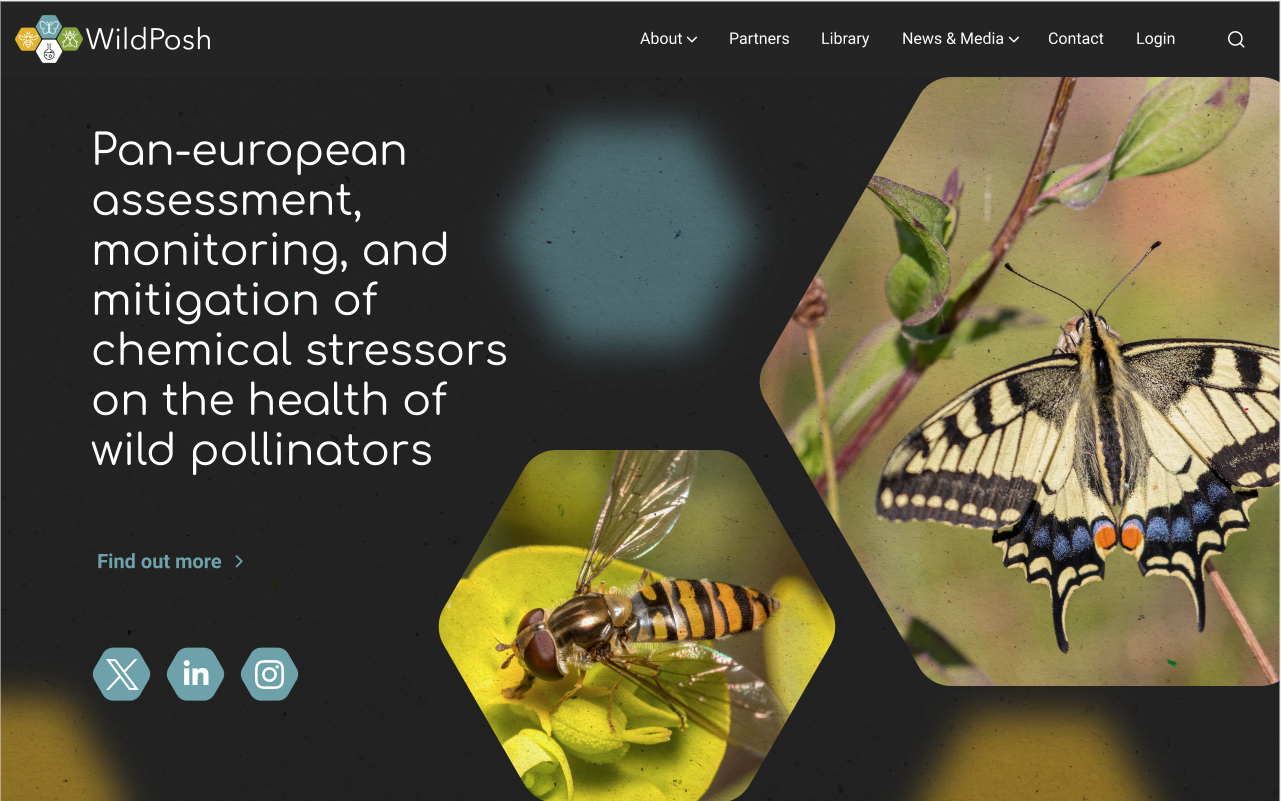 WildPosh
About
Partners
Library
News & Media
Contact
Login
Pan-european
assessment,
monitoring, and
mitigation of
chemical stressors
on the health of
wild pollinators
Find out more
in